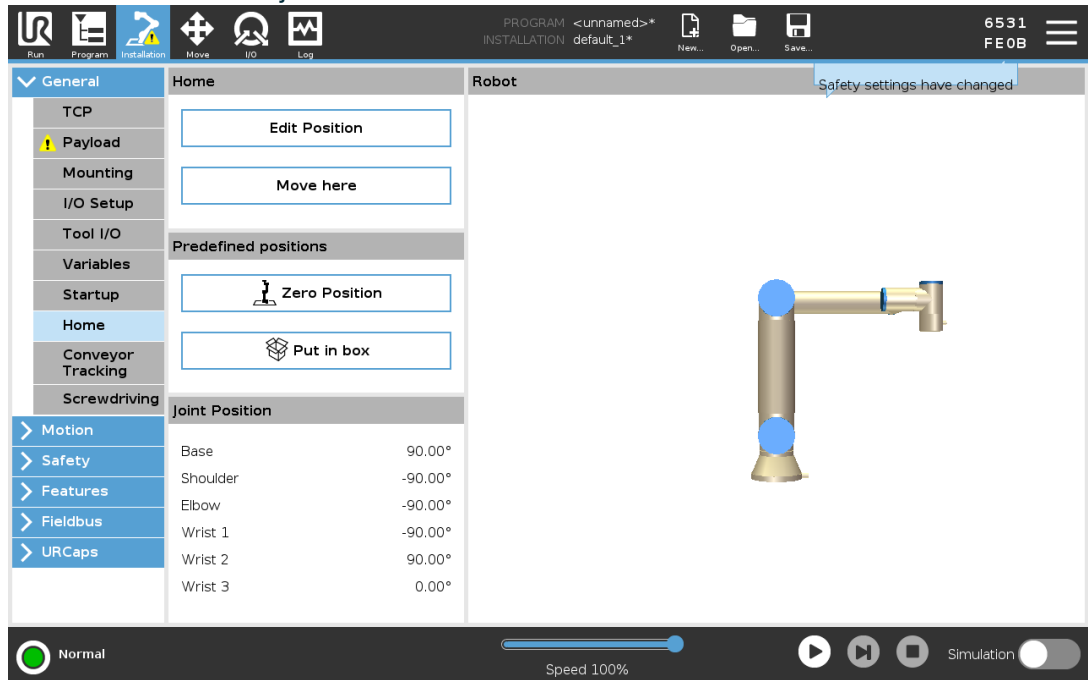 PROGRAM <unnamed>*
INSTALLATION default_1*
Run
Program
Installation
Move
I/O
Log
New...
Open...
Save...
6531
FE0B
Safety settings have changed
General
TCP
Payload
Mounting
I/O Setup
Tool I/O
Variables
Startup
Home
Conveyor
Tracking
Screwdriving
Motion
Safety
Features
Fieldbus
URCaps
Home
Edit Position
Move here
Predefined positions
Zero Position
Put in box
Joint Position
Base 90.00°
Shoulder -90.00°
Elbow -90.00°
Wrist 1 -90.00°
Wrist 2 90.00°
Wrist 3 0.00°
Robot
Normal
Speed 100%
Simulation